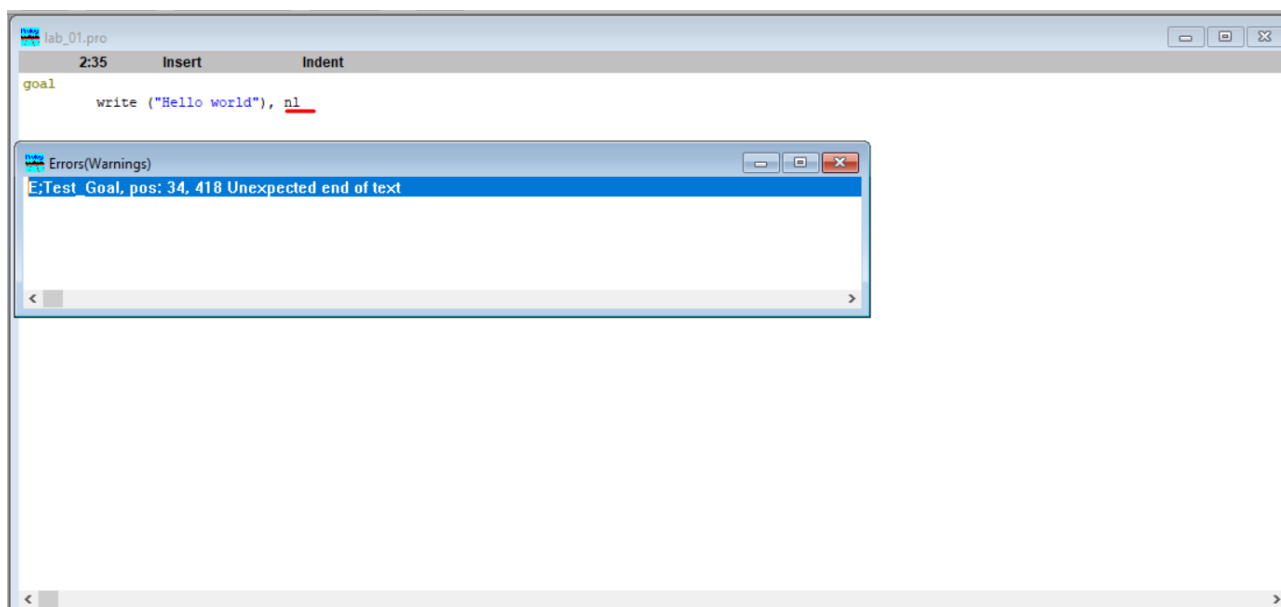 lab_01.pro
2:35 Insert Indent
goal
write ("Hello world"), nl
Errors(Warnings)
E;Test_Goal, pos: 34, 418 Unexpected end of text